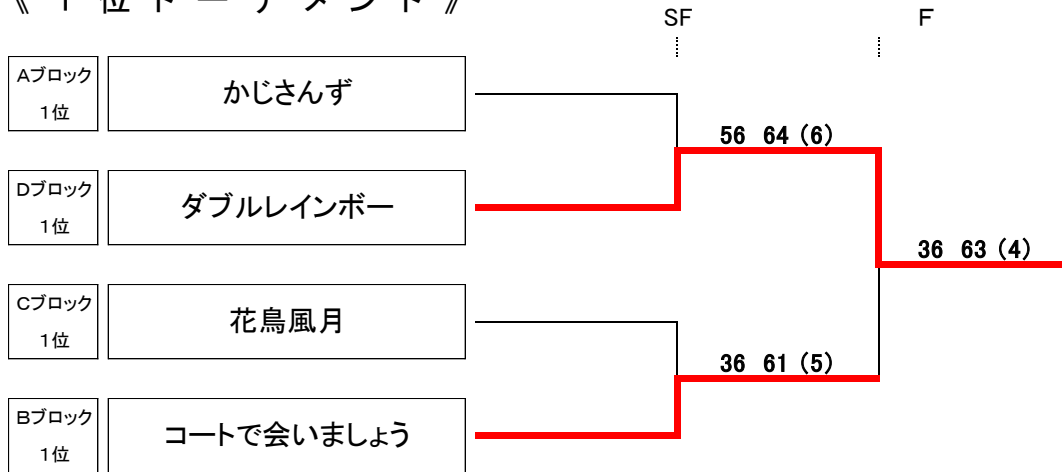 《 1 位 ト ー ナ メ ン ト 》
SF F
Aブロック
1位
かじさんず
56 64 (6)
Dブロック
1位
ダブルレインボー
36 63 (4)
Cブロック
1位
花鳥風月
36 61 (5)
Bブロック
1位
コートで会いましょう